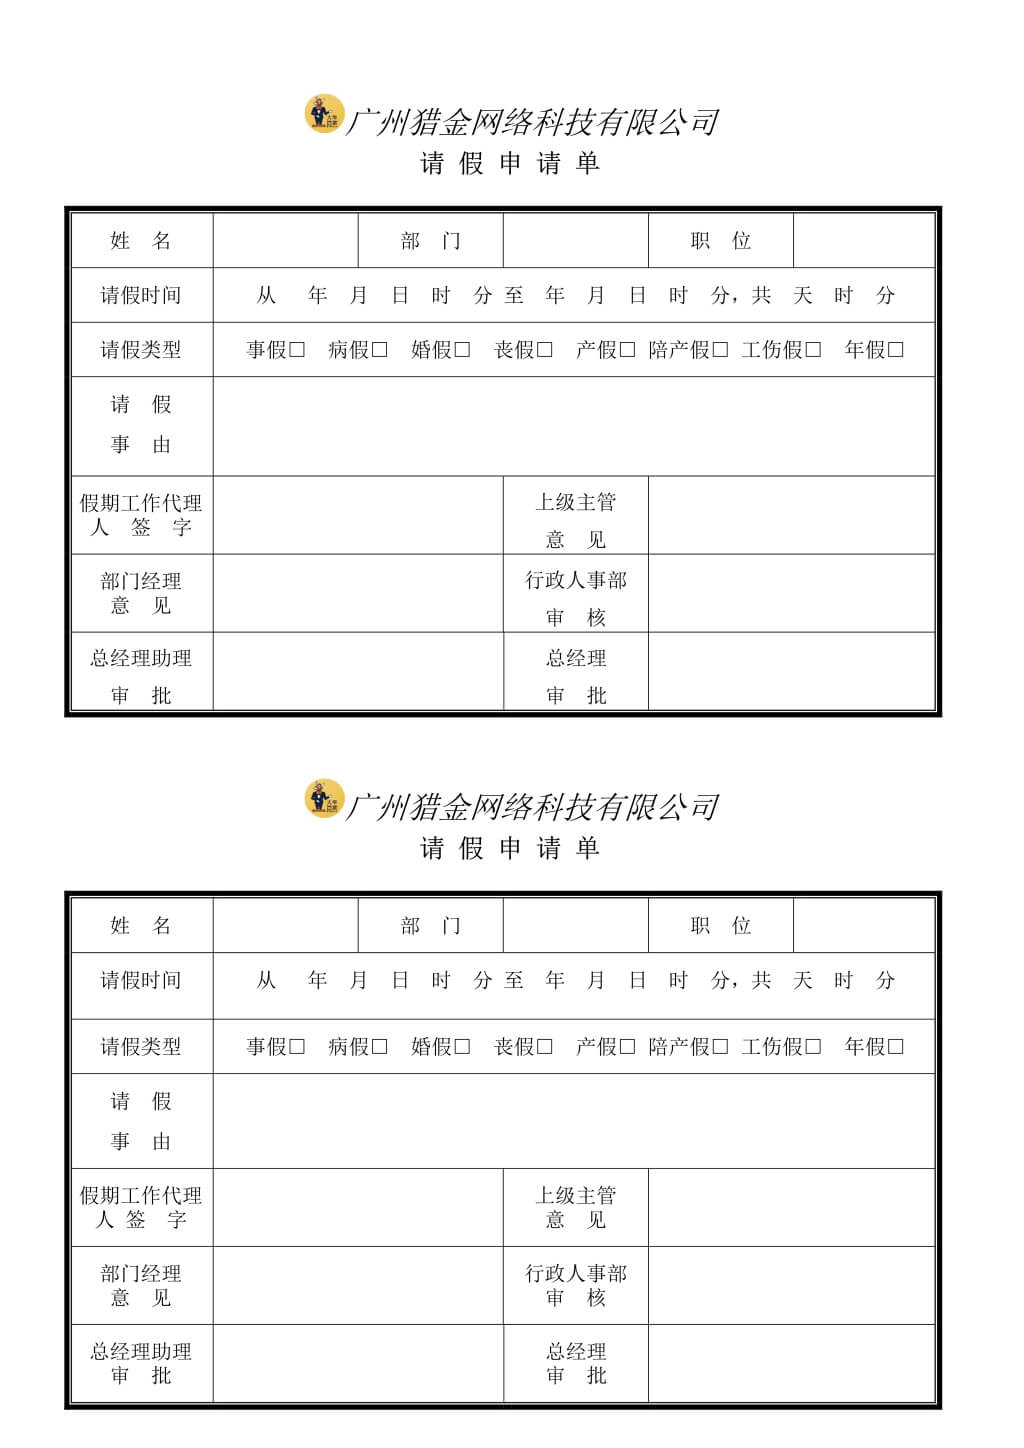 广州猎金网络科技有限公司
请 假 申 请 单
姓 名 部 门 职 位
请假时间 从 年 月 日 时 分 至 年 月 日 时 分，共 天 时 分
请假类型 事假□ 病假□ 婚假□ 丧假□ 产假□ 陪产假□ 工伤假□ 年假□
请 假
事 由
假期工作代理
人 签 字
上级主管
意 见
部门经理
意 见
行政人事部
审 核
总经理助理
审 批
总经理
审 批
广州猎金网络科技有限公司
请 假 申 请 单
姓 名 部 门 职 位
请假时间 从 年 月 日 时 分 至 年 月 日 时 分，共 天 时 分
请假类型 事假□ 病假□ 婚假□ 丧假□ 产假□ 陪产假□ 工伤假□ 年假□
请 假
事 由
假期工作代理
人 签 字
上级主管
意 见
部门经理
意 见
行政人事部
审 核
总经理助理
审 批
总经理
审 批